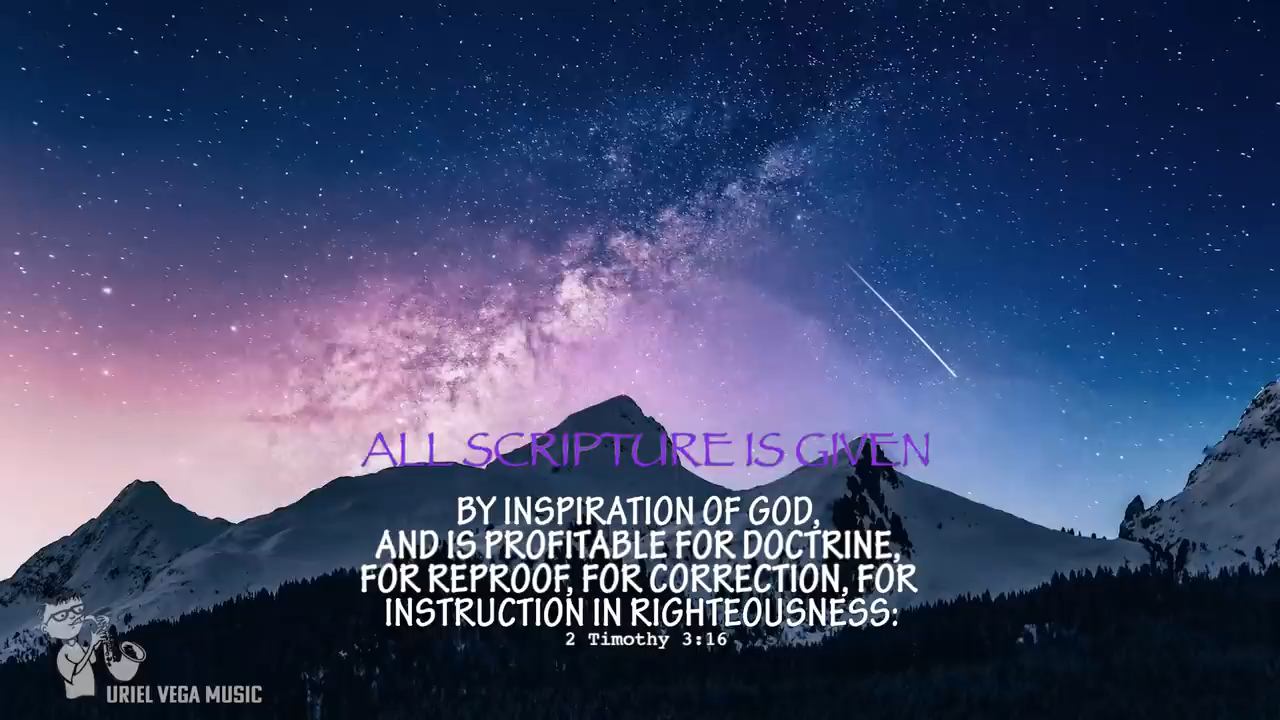 ALL SCRIPTURE IS GIVEN
BY INSPIRATION OF GOD,
AND IS PROFITABLE FOR DOCTRINE,
FOR REPROOF, FOR CORRECTION, FOR
INSTRUCTION IN RIGHTEOUSNESS:
2 Timothy 3:16
URIEL VEGA MUSIC